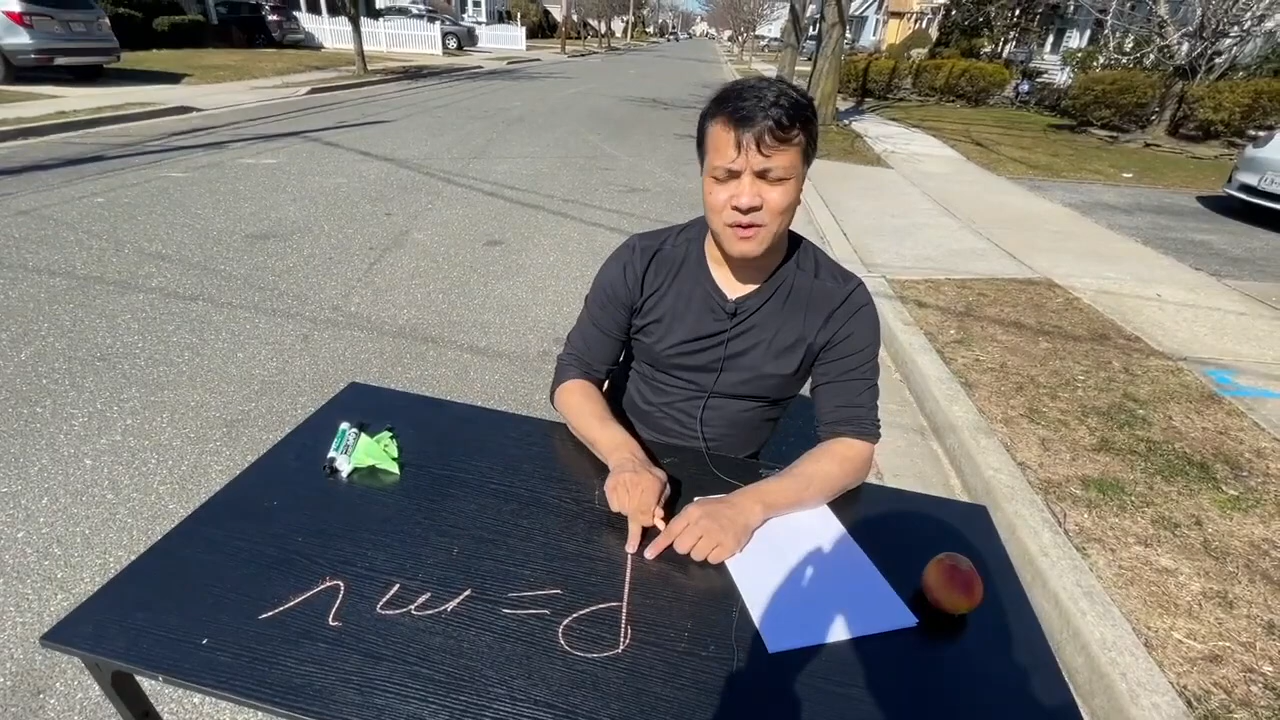 p = mv